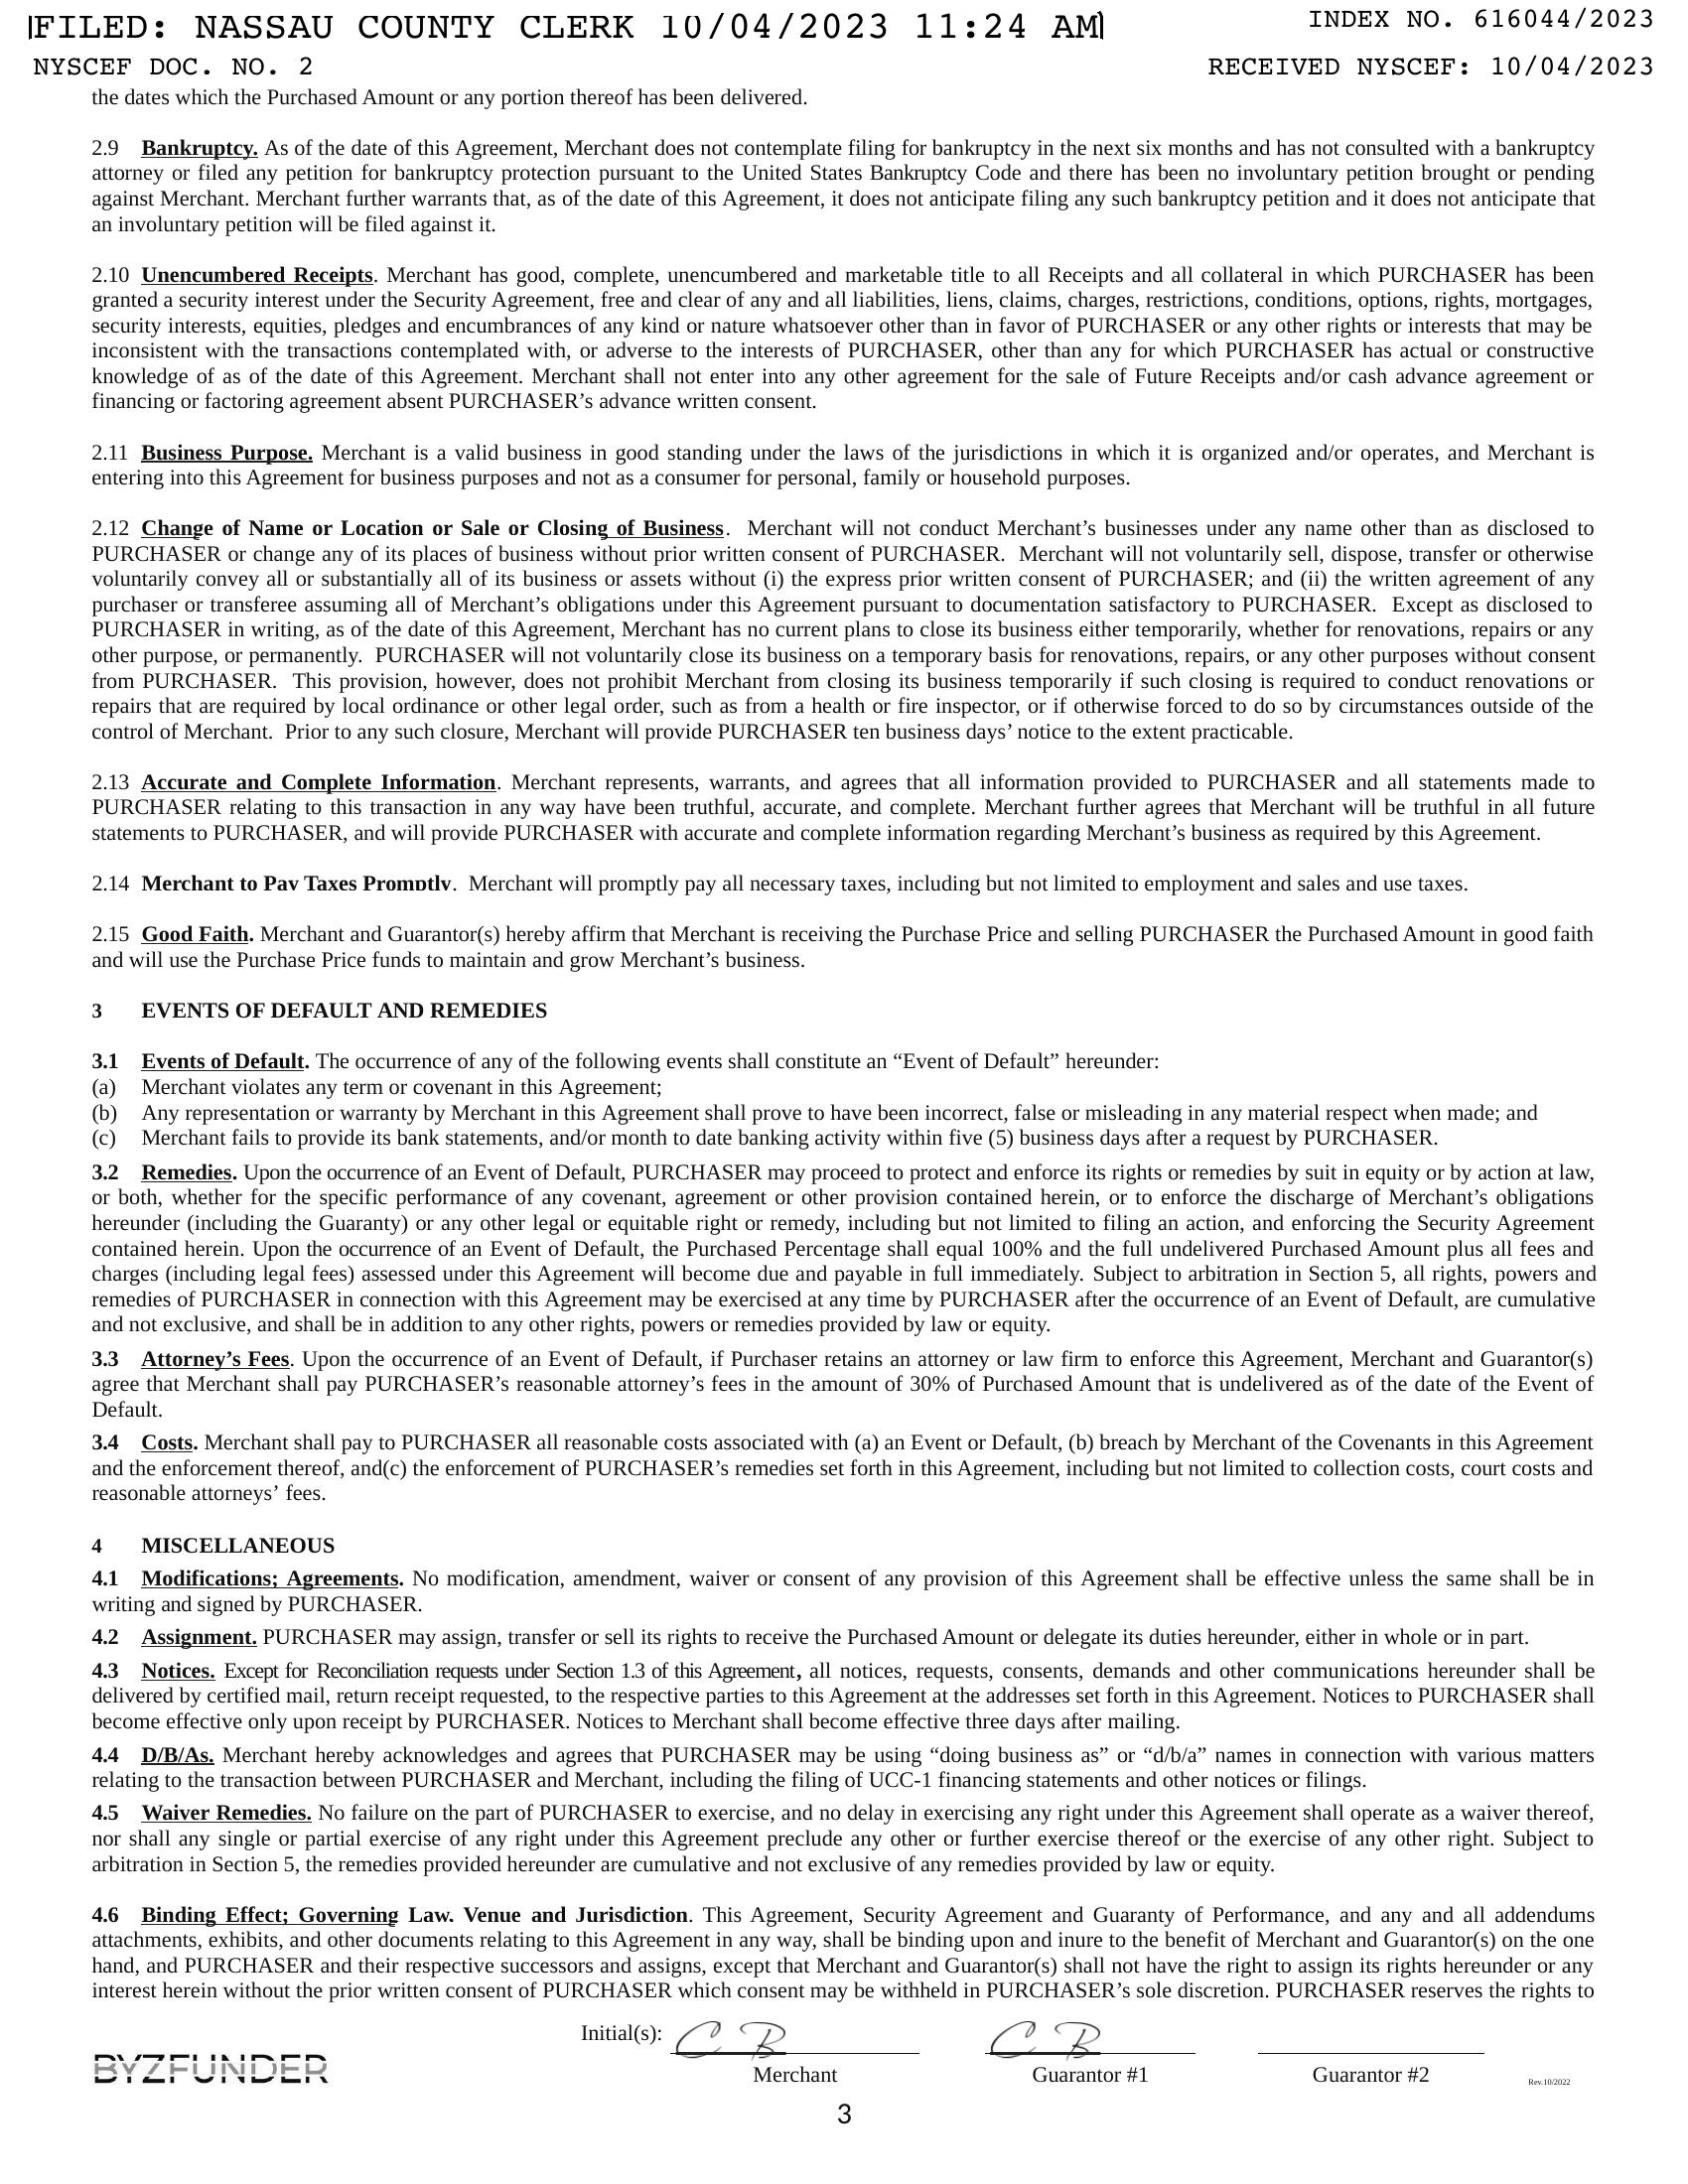 FILED: NASSAU COUNTY CLERK 10/04/2023 11:24 AM
INDEX NO. 616044/2023
NYSCEF DOC. NO. 2
RECEIVED NYSCEF: 10/04/2023
the dates which the Purchased Amount or any portion thereof has been delivered.
2.9 Bankruptcy. As of the date of this Agreement, Merchant does not contemplate filing for bankruptcy in the next six months and has not consulted with a bankruptcy
attorney or filed any petition for bankruptcy protection pursuant to the United States Bankruptcy Code and there has been no involuntary petition brought or pending
against Merchant. Merchant further warrants that, as of the date of this Agreement, it does not anticipate filing any such bankruptcy petition and it does not anticipate that
an involuntary petition will be filed against it.
2.10 Unencumbered Receipts. Merchant has good, complete, unencumbered and marketable title to all Receipts and all collateral in which PURCHASER has been
granted a security interest under the Security Agreement, free and clear of any and all liabilities, liens, claims, charges, restrictions, conditions, options, rights, mortgages,
security interests, equities, pledges and encumbrances of any kind or nature whatsoever other than in favor of PURCHASER or any other rights or interests that may be
inconsistent with the transactions contemplated with, or adverse to the interests of PURCHASER, other than any for which PURCHASER has actual or constructive
knowledge of as of the date of this Agreement. Merchant shall not enter into any other agreement for the sale of Future Receipts and/or cash advance agreement or
financing or factoring agreement absent PURCHASER’s advance written consent.
2.11 Business Purpose. Merchant is a valid business in good standing under the laws of the jurisdictions in which it is organized and/or operates, and Merchant is
entering into this Agreement for business purposes and not as a consumer for personal, family or household purposes.
2.12 Change of Name or Location or Sale or Closing of Business. Merchant will not conduct Merchant’s businesses under any name other than as disclosed to
PURCHASER or change any of its places of business without prior written consent of PURCHASER. Merchant will not voluntarily sell, dispose, transfer or otherwise
voluntarily convey all or substantially all of its business or assets without (i) the express prior written consent of PURCHASER; and (ii) the written agreement of any
purchaser or transferee assuming all of Merchant’s obligations under this Agreement pursuant to documentation satisfactory to PURCHASER. Except as disclosed to
PURCHASER in writing, as of the date of this Agreement, Merchant has no current plans to close its business either temporarily, whether for renovations, repairs or any
other purpose, or permanently. PURCHASER will not voluntarily close its business on a temporary basis for renovations, repairs, or any other purposes without consent
from PURCHASER. This provision, however, does not prohibit Merchant from closing its business temporarily if such closing is required to conduct renovations or
repairs that are required by local ordinance or other legal order, such as from a health or fire inspector, or if otherwise forced to do so by circumstances outside of the
control of Merchant. Prior to any such closure, Merchant will provide PURCHASER ten business days’ notice to the extent practicable.
2.13 Accurate and Complete Information. Merchant represents, warrants, and agrees that all information provided to PURCHASER and all statements made to
PURCHASER relating to this transaction in any way have been truthful, accurate, and complete. Merchant further agrees that Merchant will be truthful in all future
statements to PURCHASER, and will provide PURCHASER with accurate and complete information regarding Merchant’s business as required by this Agreement.
2.14 Merchant to Pay Taxes Promptly. Merchant will promptly pay all necessary taxes, including but not limited to employment and sales and use taxes.
2.15 Good Faith. Merchant and Guarantor(s) hereby affirm that Merchant is receiving the Purchase Price and selling PURCHASER the Purchased Amount in good faith
and will use the Purchase Price funds to maintain and grow Merchant’s business.
3 EVENTS OF DEFAULT AND REMEDIES
3.1 Events of Default. The occurrence of any of the following events shall constitute an “Event of Default” hereunder:
(a) Merchant violates any term or covenant in this Agreement;
(b) Any representation or warranty by Merchant in this Agreement shall prove to have been incorrect, false or misleading in any material respect when made; and
(c) Merchant fails to provide its bank statements, and/or month to date banking activity within five (5) business days after a request by PURCHASER.
3.2 Remedies. Upon the occurrence of an Event of Default, PURCHASER may proceed to protect and enforce its rights or remedies by suit in equity or by action at law,
or both, whether for the specific performance of any covenant, agreement or other provision contained herein, or to enforce the discharge of Merchant’s obligations
hereunder (including the Guaranty) or any other legal or equitable right or remedy, including but not limited to filing an action, and enforcing the Security Agreement
contained herein. Upon the occurrence of an Event of Default, the Purchased Percentage shall equal 100% and the full undelivered Purchased Amount plus all fees and
charges (including legal fees) assessed under this Agreement will become due and payable in full immediately. Subject to arbitration in Section 5, all rights, powers and
remedies of PURCHASER in connection with this Agreement may be exercised at any time by PURCHASER after the occurrence of an Event of Default, are cumulative
and not exclusive, and shall be in addition to any other rights, powers or remedies provided by law or equity.
3.3 Attorney’s Fees. Upon the occurrence of an Event of Default, if Purchaser retains an attorney or law firm to enforce this Agreement, Merchant and Guarantor(s)
agree that Merchant shall pay PURCHASER’s reasonable attorney’s fees in the amount of 30% of Purchased Amount that is undelivered as of the date of the Event of
Default.
3.4 Costs. Merchant shall pay to PURCHASER all reasonable costs associated with (a) an Event or Default, (b) breach by Merchant of the Covenants in this Agreement
and the enforcement thereof, and(c) the enforcement of PURCHASER’s remedies set forth in this Agreement, including but not limited to collection costs, court costs and
reasonable attorneys’ fees.
4 MISCELLANEOUS
4.1 Modifications; Agreements. No modification, amendment, waiver or consent of any provision of this Agreement shall be effective unless the same shall be in
writing and signed by PURCHASER.
4.2 Assignment. PURCHASER may assign, transfer or sell its rights to receive the Purchased Amount or delegate its duties hereunder, either in whole or in part.
4.3 Notices. Except for Reconciliation requests under Section 1.3 of this Agreement, all notices, requests, consents, demands and other communications hereunder shall be
delivered by certified mail, return receipt requested, to the respective parties to this Agreement at the addresses set forth in this Agreement. Notices to PURCHASER shall
become effective only upon receipt by PURCHASER. Notices to Merchant shall become effective three days after mailing.
4.4 D/B/As. Merchant hereby acknowledges and agrees that PURCHASER may be using “doing business as” or “d/b/a” names in connection with various matters
relating to the transaction between PURCHASER and Merchant, including the filing of UCC-1 financing statements and other notices or filings.
4.5 Waiver Remedies. No failure on the part of PURCHASER to exercise, and no delay in exercising any right under this Agreement shall operate as a waiver thereof,
nor shall any single or partial exercise of any right under this Agreement preclude any other or further exercise thereof or the exercise of any other right. Subject to
arbitration in Section 5, the remedies provided hereunder are cumulative and not exclusive of any remedies provided by law or equity.
4.6 Binding Effect; Governing Law. Venue and Jurisdiction. This Agreement, Security Agreement and Guaranty of Performance, and any and all addendums
attachments, exhibits, and other documents relating to this Agreement in any way, shall be binding upon and inure to the benefit of Merchant and Guarantor(s) on the one
hand, and PURCHASER and their respective successors and assigns, except that Merchant and Guarantor(s) shall not have the right to assign its rights hereunder or any
interest herein without the prior written consent of PURCHASER which consent may be withheld in PURCHASER’s sole discretion. PURCHASER reserves the rights to
Initial(s): C B C B
BYZFUNDER
Merchant Guarantor #1 Guarantor #2
Rev.10/2022
3